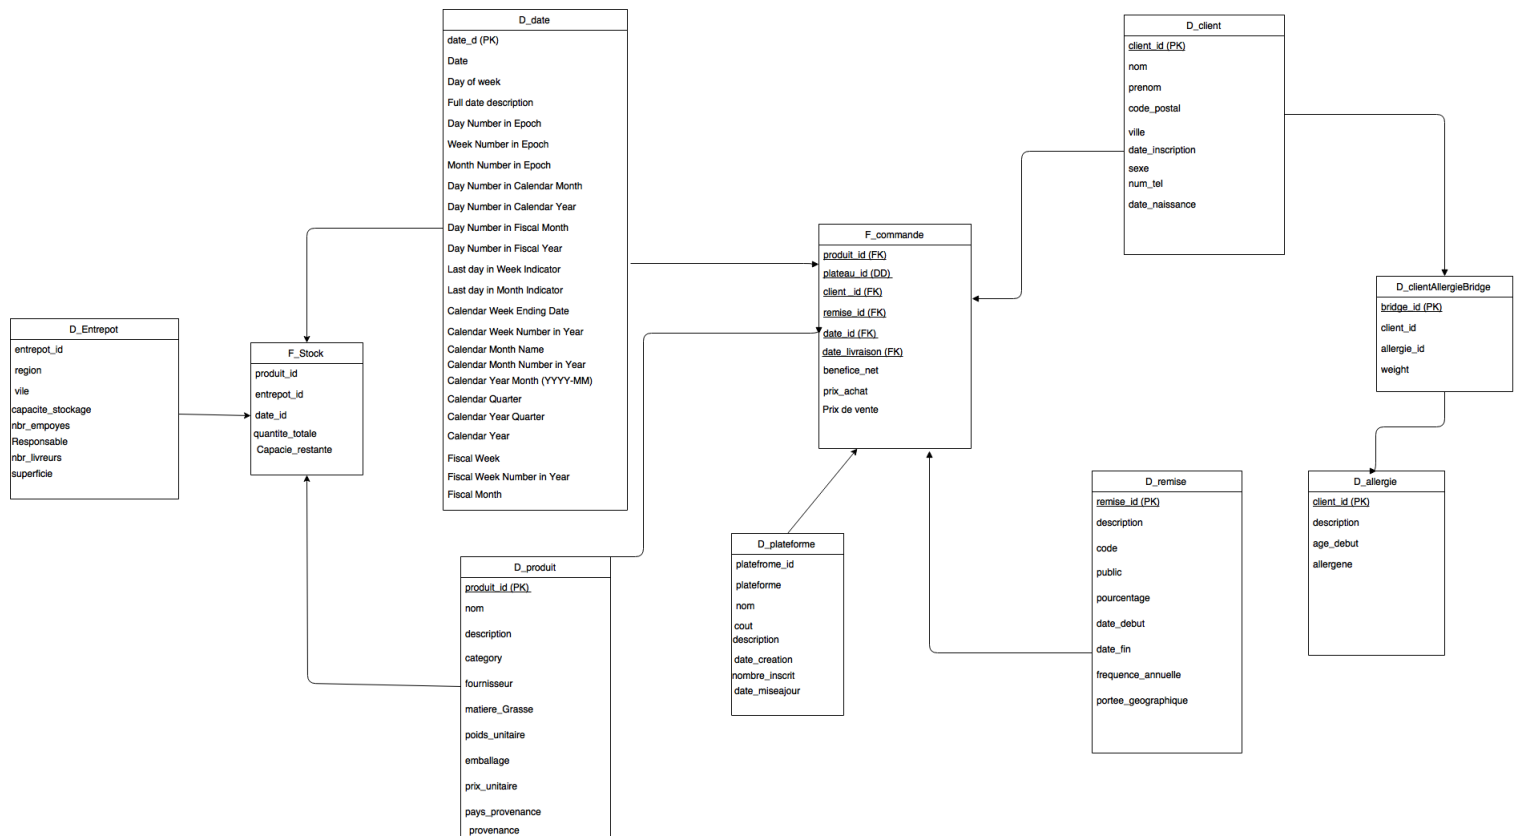 D_date
date_d (PK)
Date
Day of week
Full date description
Day Number in Epoch
Week Number in Epoch
Month Number in Epoch
Day Number in Calendar Month
Day Number in Calendar Year
Day Number in Fiscal Month
Day Number in Fiscal Year
Last day in Week Indicator
Last day in Month Indicator
Calendar Week Ending Date
Calendar Week Number in Year
Calendar Month Name
Calendar Month Number in Year
Calendar Year Month (YYYY-MM)
Calendar Quarter
Calendar Year Quarter
Calendar Year
Fiscal Week
Fiscal Week Number in Year
Fiscal Month
D_client
client_id (PK)
nom
prenom
code_postal
ville
date_inscription
sexe
num_tel
date_naissance
F_commande
produit_id (FK)
plateau_id (DD)
client _id (FK)
remise_id (FK)
date_id (FK)
date_livraison (FK)
benefice_net
prix_achat
Prix de vente
D_clientAllergieBridge
bridge_id (PK)
client_id
allergie_id
weight
D_Entrepot
entrepot_id
region
vile
capacite_stockage
nbr_empoyes
Responsable
nbr_livreurs
superficie
F_Stock
produit_id
entrepot_id
date_id
quantite_totale
Capacie_restante
D_remise
remise_id (PK)
description
code
public
pourcentage
date_debut
date_fin
frequence_annuelle
portee_geographique
D_allergie
client_id (PK)
description
age_debut
allergene
D_plateforme
platefrome_id
plateforme
nom
cout
description
date_creation
nombre_inscrit
date_miseajour
D_produit
produit_id (PK)
nom
description
category
fournisseur
matiere_Grasse
poids_unitaire
emballage
prix_unitaire
pays_provenance
provenance